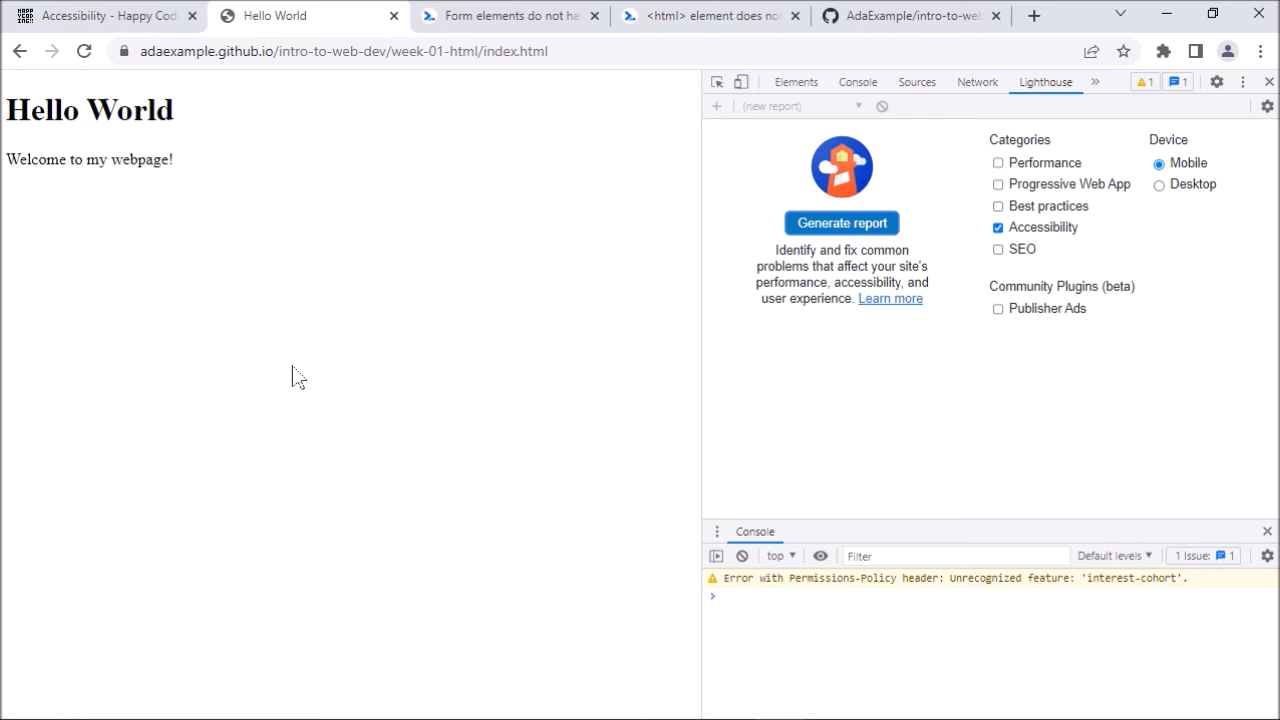 Accessibility - Happy Cod
Hello World
Form elements do not ha
<html> element does no
AdaExample/intro-to-web
adaexample.github.io/intro-to-web-dev/week-01-html/index.html
Hello World
Welcome to my webpage!
Elements
Console
Sources
Network
Lighthouse
1
1
(new report)
Generate report
Identify and fix common
problems that affect your site's
performance, accessibility, and
user experience. Learn more
Categories
Performance
Progressive Web App
Best practices
Accessibility
SEO
Community Plugins (beta)
Publisher Ads
Device
Mobile
Desktop
Console
top
Filter
Default levels
1 Issue: 1
Error with Permissions-Policy header: Unrecognized feature: 'interest-cohort'.